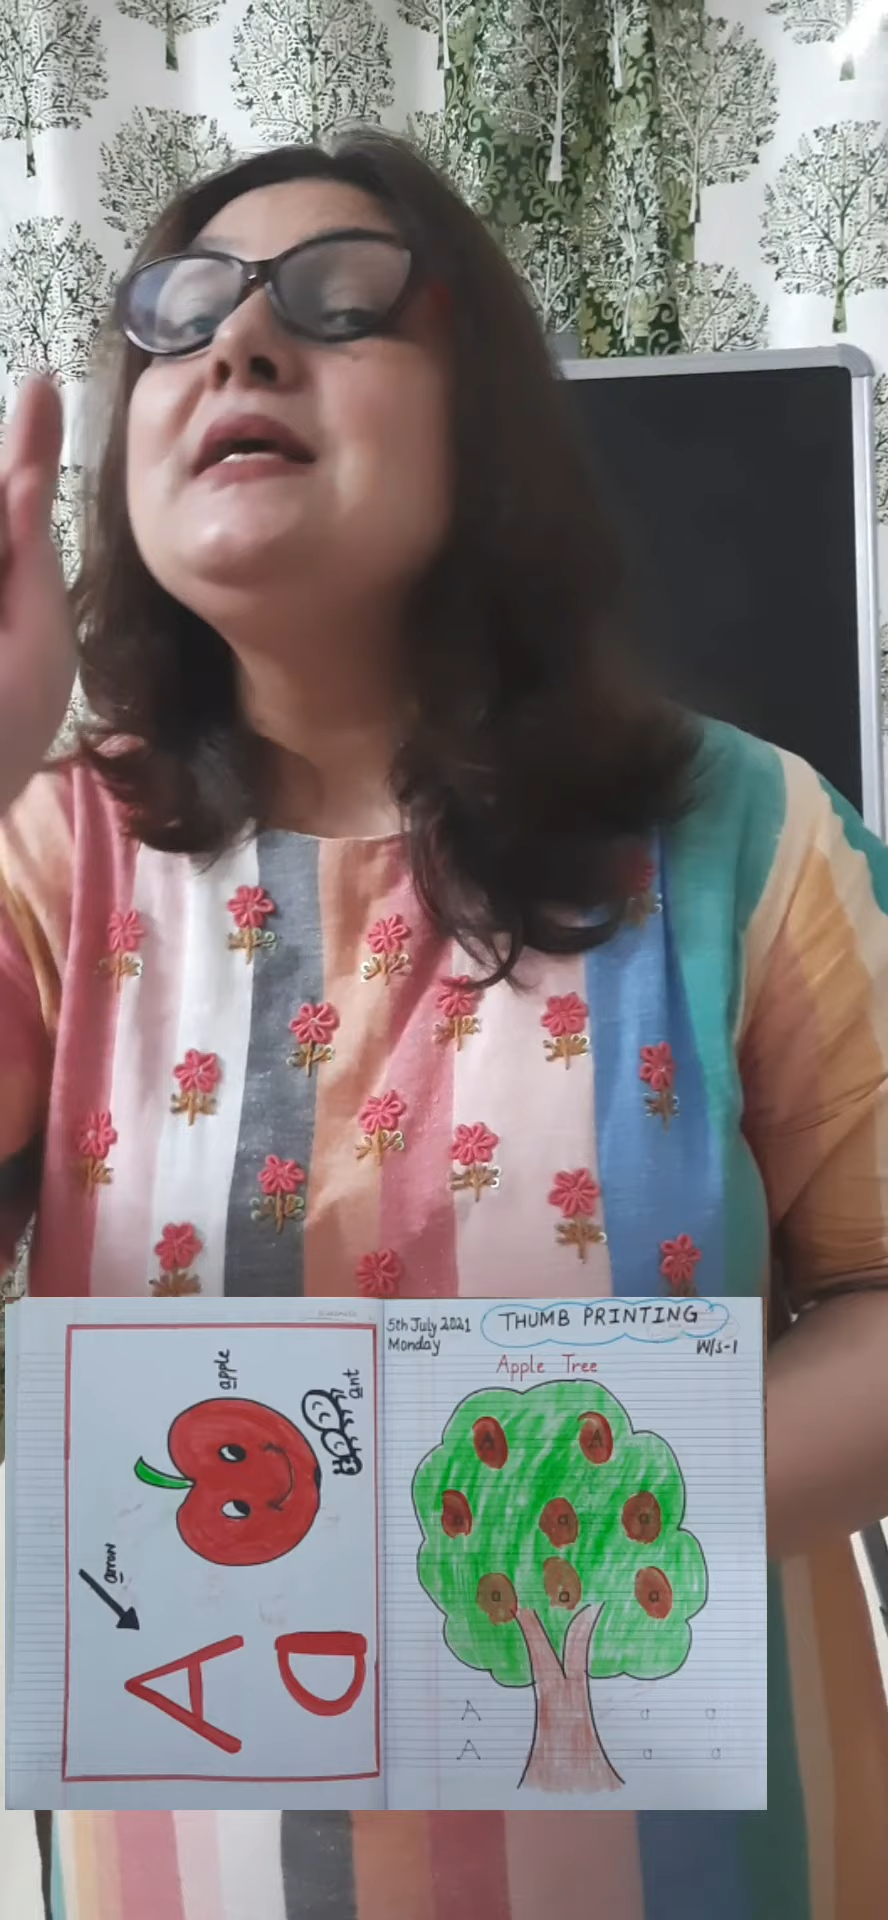 apple
ant
arrow
A a
5th July 2021
Monday
THUMB PRINTING
W/s-1
Apple Tree
A A
a a a
a a a
A a a
A a a